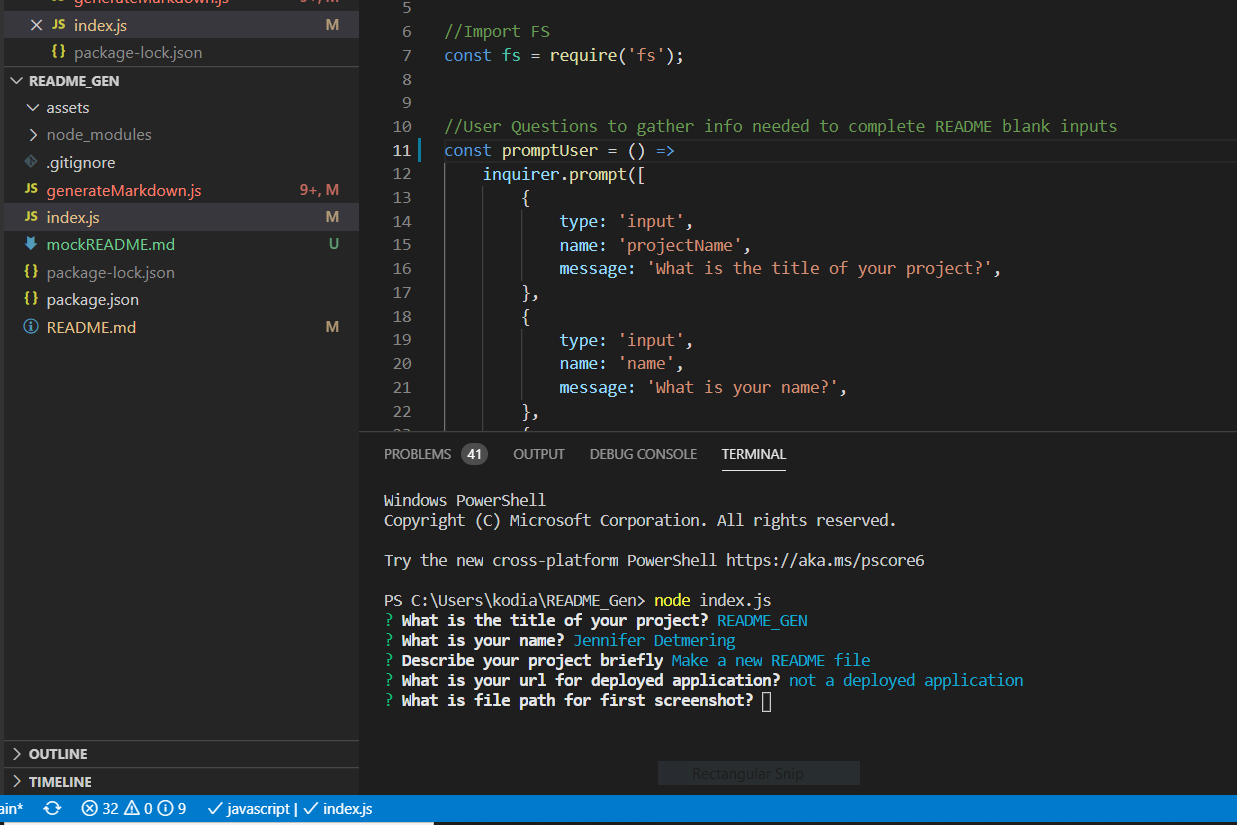 generateMarkdown.js 9+, M
JS index.js M
{} package-lock.json
README_GEN
assets
node_modules
.gitignore
JS generateMarkdown.js 9+, M
JS index.js M
mockREADME.md U
{} package-lock.json
{} package.json
README.md M
OUTLINE
TIMELINE
5
6 //Import FS
7 const fs = require('fs');
8
9
10 //User Questions to gather info needed to complete README blank inputs
11 const promptUser = () =>
12 inquirer.prompt([
13 {
14 type: 'input',
15 name: 'projectName',
16 message: 'What is the title of your project?',
17 },
18 {
19 type: 'input',
20 name: 'name',
21 message: 'What is your name?',
22 },
PROBLEMS 41 OUTPUT DEBUG CONSOLE TERMINAL
Windows PowerShell
Copyright (C) Microsoft Corporation. All rights reserved.
Try the new cross-platform PowerShell https://aka.ms/pscore6
PS C:\Users\kodia\README_Gen> node index.js
? What is the title of your project? README_GEN
? What is your name? Jennifer Detmering
? Describe your project briefly Make a new README file
? What is your url for deployed application? not a deployed application
? What is file path for first screenshot?
Rectangular Snip
ain* 32 0 9 javascript | index.js